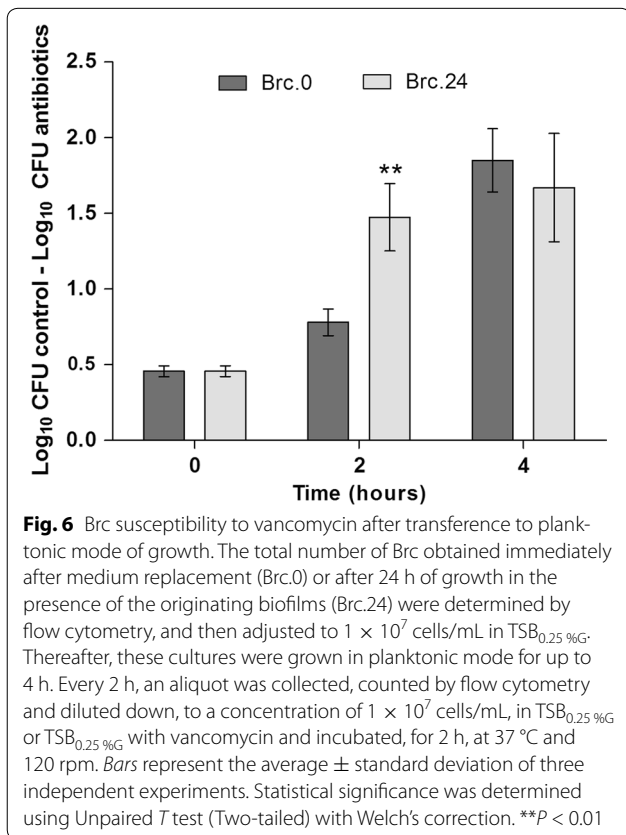 2.5
Brc.0 Brc.24
2.0
**
1.5
1.0
0.5
0.0
Log₁₀ CFU control - Log₁₀ CFU antibiotics
0 2 4
Time (hours)
Fig. 6 Brc susceptibility to vancomycin after transference to plank-
tonic mode of growth. The total number of Brc obtained immediately
after medium replacement (Brc.0) or after 24 h of growth in the
presence of the originating biofilms (Brc.24) were determined by
flow cytometry, and then adjusted to 1 × 10⁷ cells/mL in TSB₀.₂₅ %G.
Thereafter, these cultures were grown in planktonic mode for up to
4 h. Every 2 h, an aliquot was collected, counted by flow cytometry
and diluted down, to a concentration of 1 × 10⁷ cells/mL, in TSB₀.₂₅ %G
or TSB₀.₂₅ %G with vancomycin and incubated, for 2 h, at 37 °C and
120 rpm. Bars represent the average ± standard deviation of three
independent experiments. Statistical significance was determined
using Unpaired T test (Two-tailed) with Welch's correction. **P < 0.01